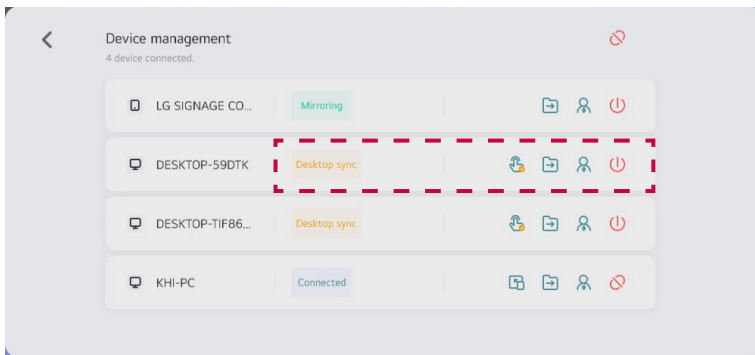 Device management
4 device connected.
LG SIGNAGE CO... Mirroring
DESKTOP-59DTK Desktop sync
DESKTOP-TIF86... Desktop sync
KHI-PC Connected